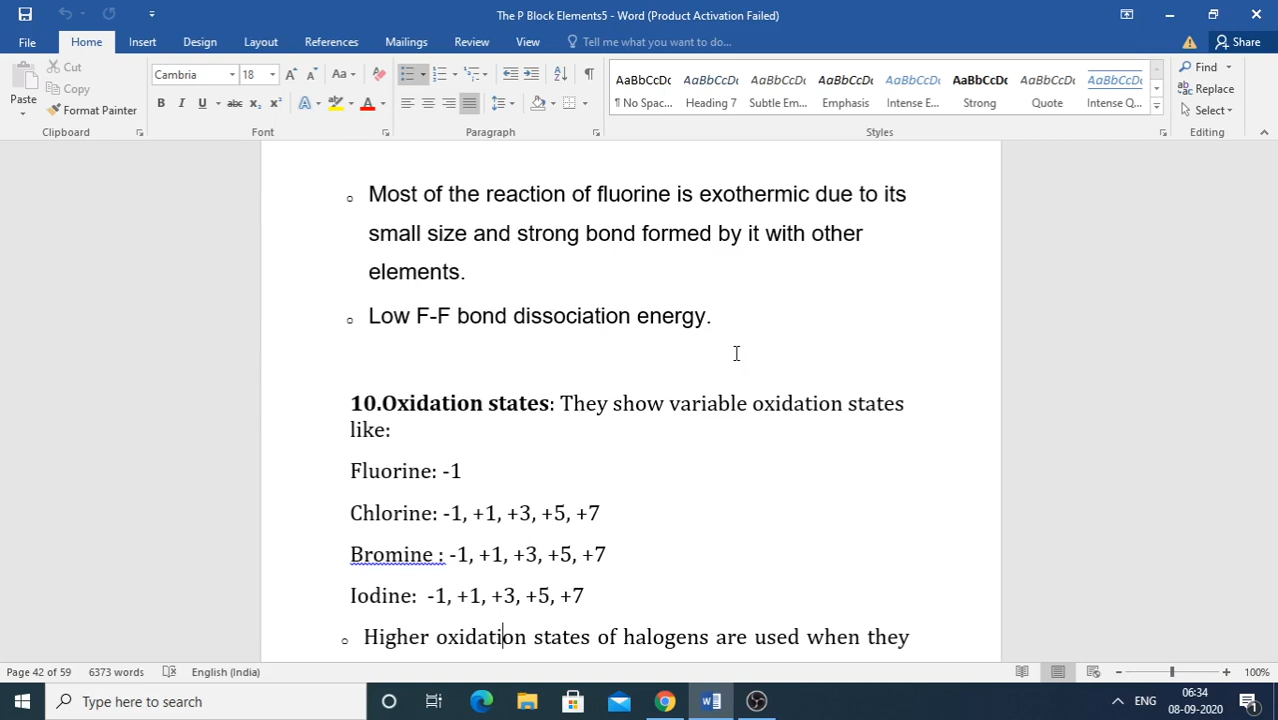 The P Block Elements5 - Word (Product Activation Failed)
File Home Insert Design Layout References Mailings Review View Tell me what you want to do... Share
Paste Cut Copy Format Painter
Cambria 18 Aa
B I U abc x₂ x² A A
AaBbCcDc AaBbCcDc AaBbCcDc AaBbCcDc AaBbCcDc AaBbCcDc AaBbCcDc AaBbCcDc
¶ No Spac... Heading 7 Subtle Em... Emphasis Intense E... Strong Quote Intense Q...
Find Replace Select
Clipboard Font Paragraph Styles Editing
Most of the reaction of fluorine is exothermic due to its
small size and strong bond formed by it with other
elements.
Low F-F bond dissociation energy.
10.Oxidation states: They show variable oxidation states
like:
Fluorine: -1
Chlorine: -1, +1, +3, +5, +7
Bromine : -1, +1, +3, +5, +7
Iodine: -1, +1, +3, +5, +7
Higher oxidation states of halogens are used when they
Page 42 of 59 6373 words English (India) 100%
Type here to search ENG 06:34
08-09-2020 1